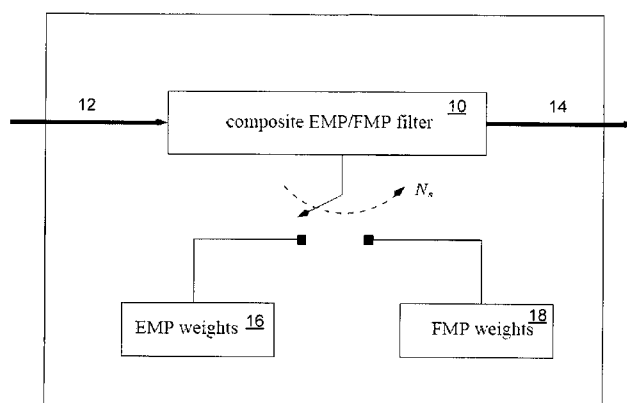 12
composite EMP/FMP filter 10
14
Nₛ
EMP weights 16
FMP weights 18